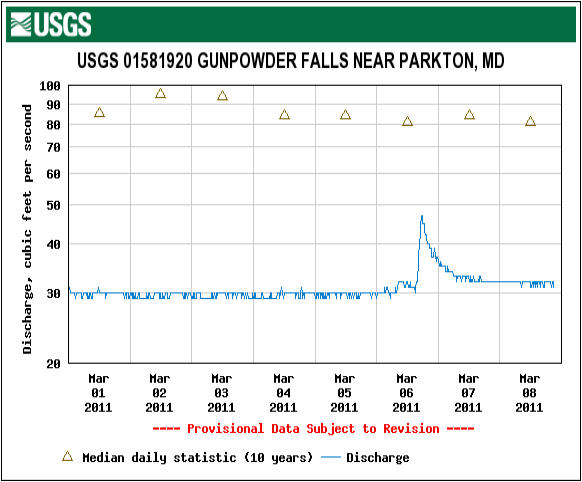 USGS
USGS 01581920 GUNPOWDER FALLS NEAR PARKTON, MD
Discharge, cubic feet per second
100
90
80
70
60
50
40
30
20
Mar 01 2011
Mar 02 2011
Mar 03 2011
Mar 04 2011
Mar 05 2011
Mar 06 2011
Mar 07 2011
Mar 08 2011
---- Provisional Data Subject to Revision ----
Median daily statistic (10 years)
Discharge